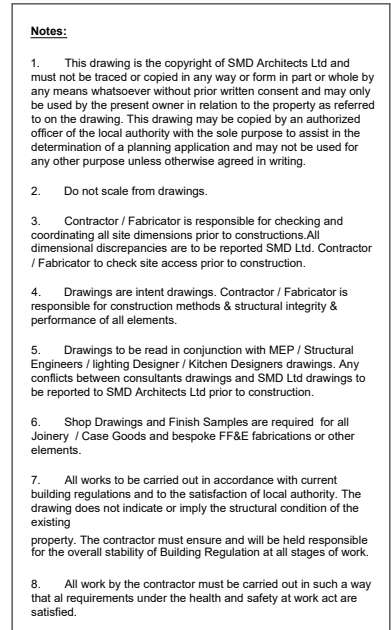 Notes:
1. This drawing is the copyright of SMD Architects Ltd and
must not be traced or copied in any way or form in part or whole by
any means whatsoever without prior written consent and may only
be used by the present owner in relation to the property as referred
to on the drawing. This drawing may be copied by an authorized
officer of the local authority with the sole purpose to assist in the
determination of a planning application and may not be used for
any other purpose unless otherwise agreed in writing.
2. Do not scale from drawings.
3. Contractor / Fabricator is responsible for checking and
coordinating all site dimensions prior to constructions.All
dimensional discrepancies are to be reported SMD Ltd. Contractor
/ Fabricator to check site access prior to construction.
4. Drawings are intent drawings. Contractor / Fabricator is
responsible for construction methods & structural integrity &
performance of all elements.
5. Drawings to be read in conjunction with MEP / Structural
Engineers / lighting Designer / Kitchen Designers drawings. Any
conflicts between consultants drawings and SMD Ltd drawings to
be reported to SMD Architects Ltd prior to construction.
6. Shop Drawings and Finish Samples are required for all
Joinery / Case Goods and bespoke FF&E fabrications or other
elements.
7. All works to be carried out in accordance with current
building regulations and to the satisfaction of local authority. The
drawing does not indicate or imply the structural condition of the
existing
property. The contractor must ensure and will be held responsible
for the overall stability of Building Regulation at all stages of work.
8. All work by the contractor must be carried out in such a way
that al requirements under the health and safety at work act are
satisfied.